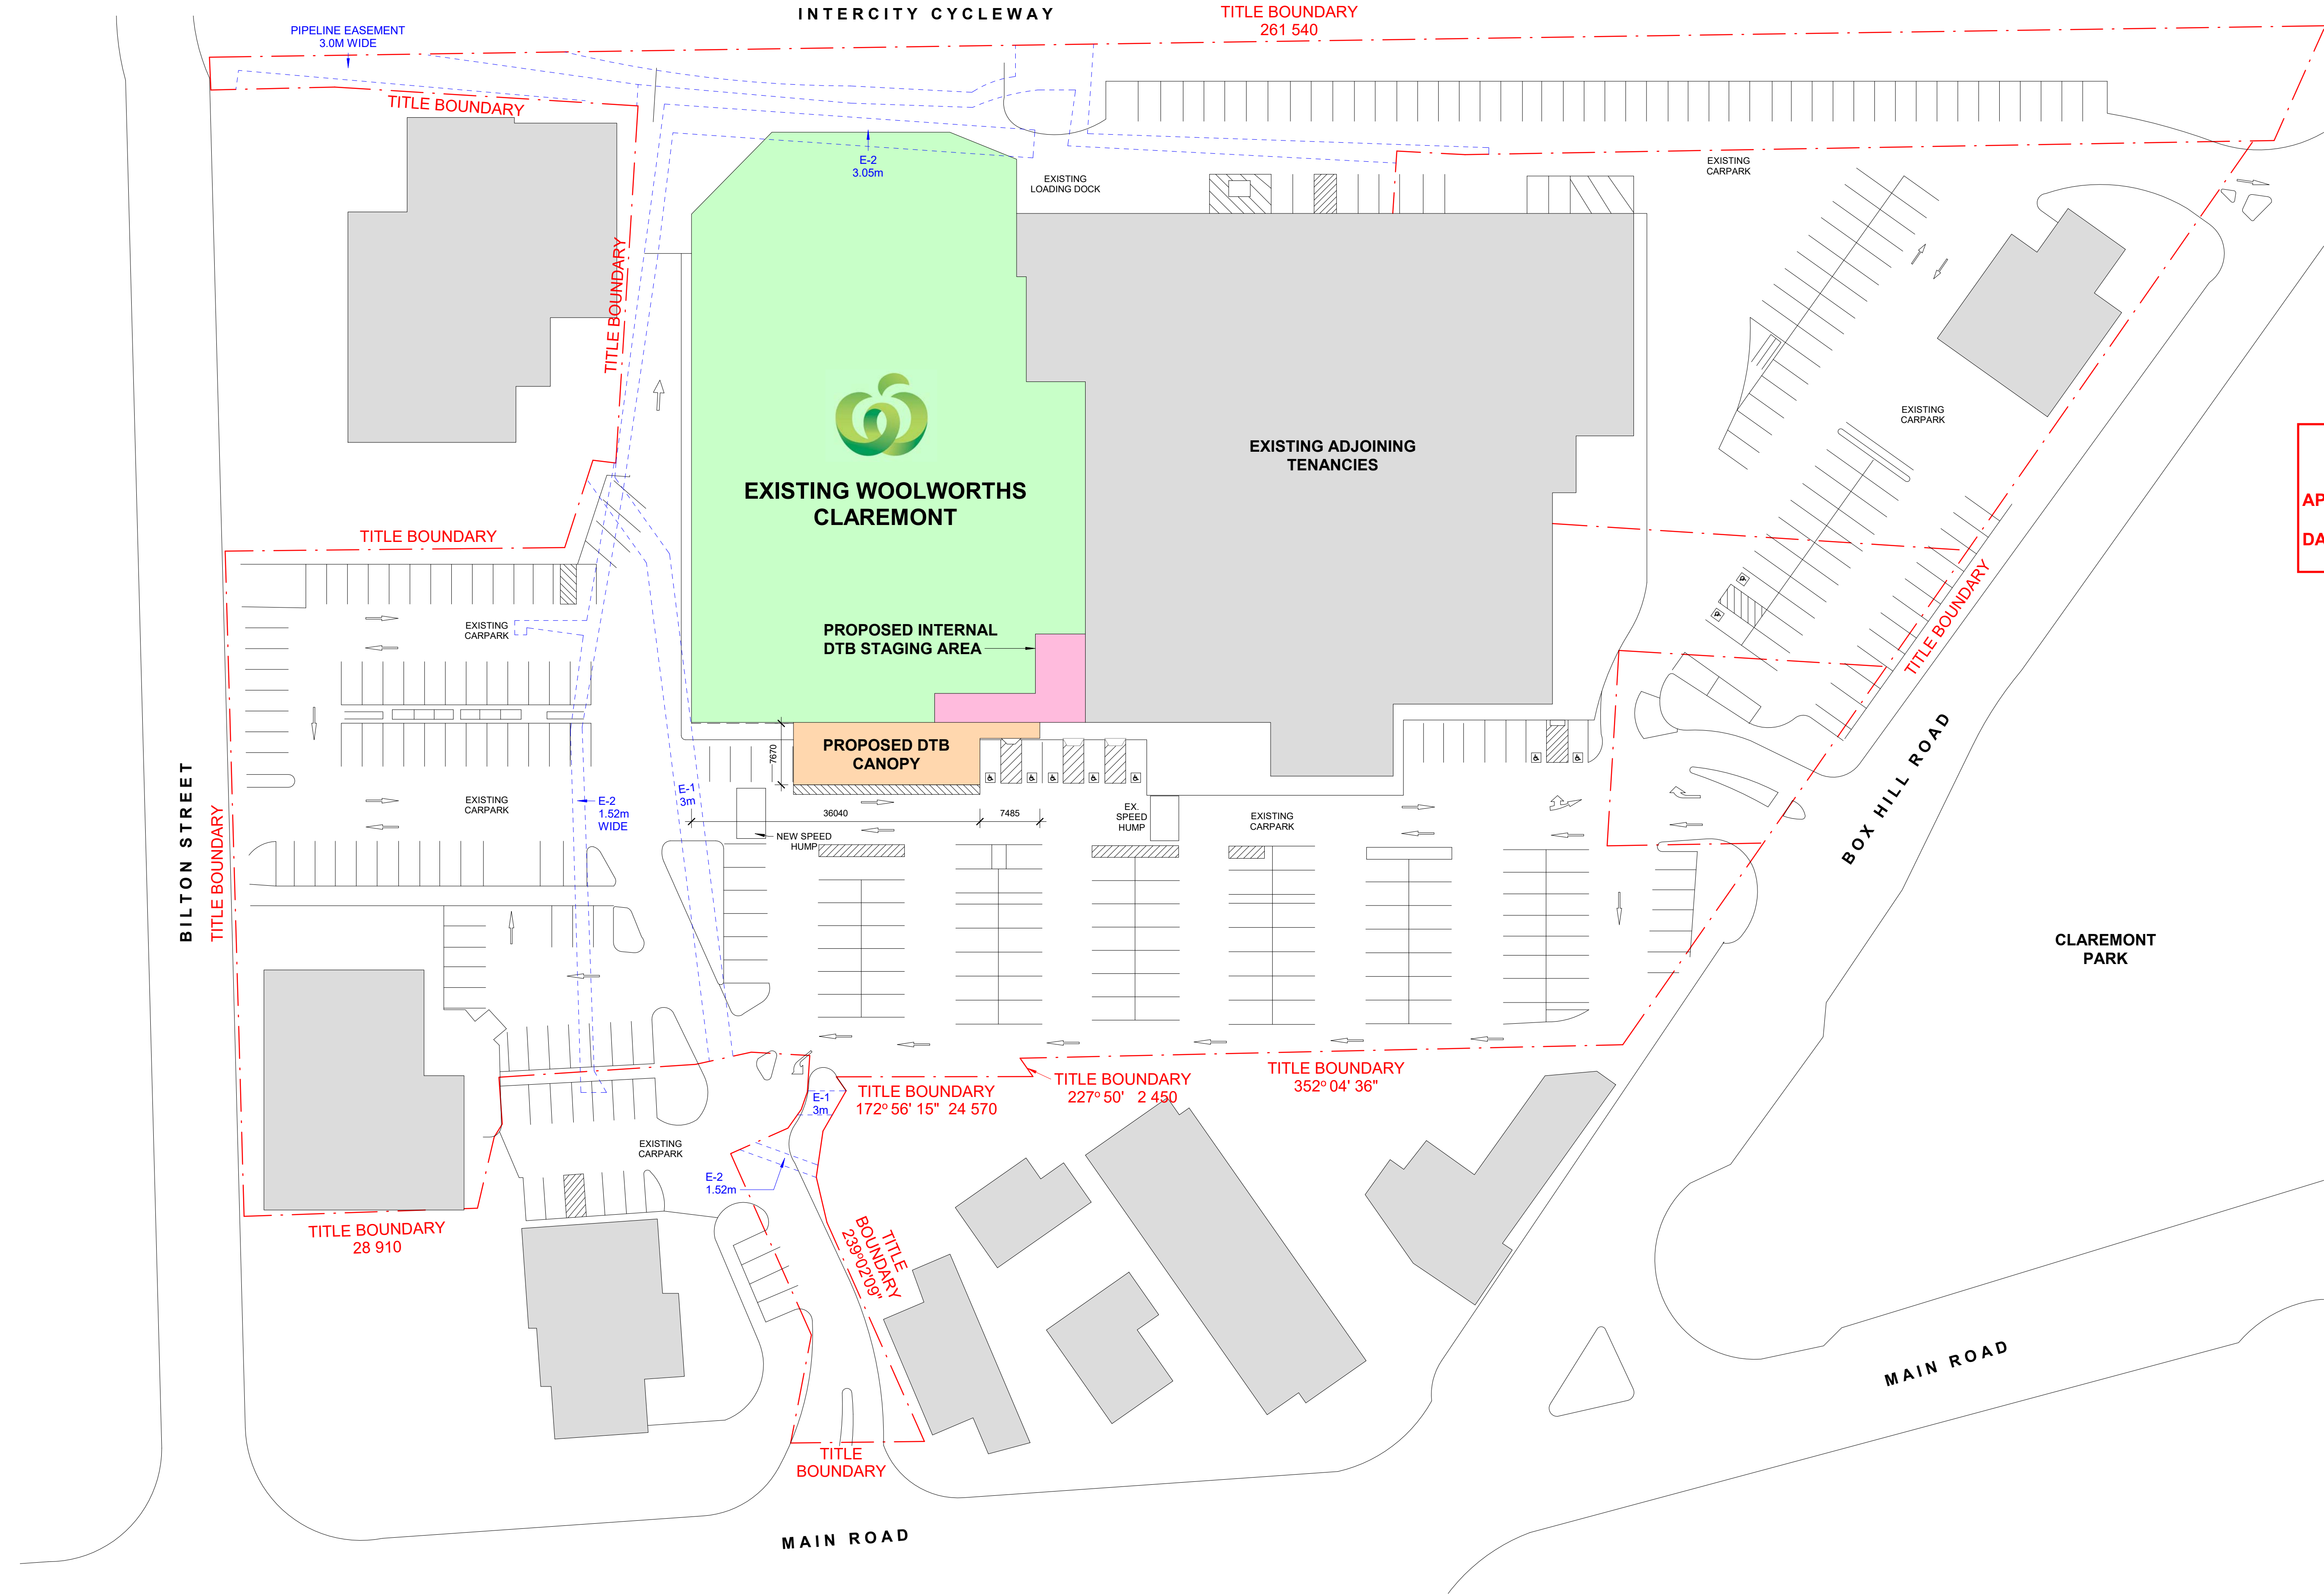 INTERCITY CYCLEWAY
TITLE BOUNDARY
261 540
PIPELINE EASEMENT
3.0M WIDE
TITLE BOUNDARY
E-2
3.05m
EXISTING
LOADING DOCK
EXISTING
CARPARK
TITLE BOUNDARY
EXISTING
CARPARK
EXISTING ADJOINING
TENANCIES
EXISTING WOOLWORTHS
CLAREMONT
AP
DA
TITLE BOUNDARY
TITLE BOUNDARY
EXISTING
CARPARK
PROPOSED INTERNAL
DTB STAGING AREA
PROPOSED DTB
CANOPY
7670
BOX HILL ROAD
BILTON STREET
TITLE BOUNDARY
EXISTING
CARPARK
E-2
1.52m
WIDE
E-1
3m
36040
7485
NEW SPEED
HUMP
EX.
SPEED
HUMP
EXISTING
CARPARK
CLAREMONT
PARK
TITLE BOUNDARY
172° 56' 15" 24 570
TITLE BOUNDARY
227° 50' 2 450
TITLE BOUNDARY
352° 04' 36"
E-1
3m
EXISTING
CARPARK
E-2
1.52m
TITLE BOUNDARY
28 910
TITLE
BOUNDARY
239°02'09"
MAIN ROAD
TITLE
BOUNDARY
MAIN ROAD